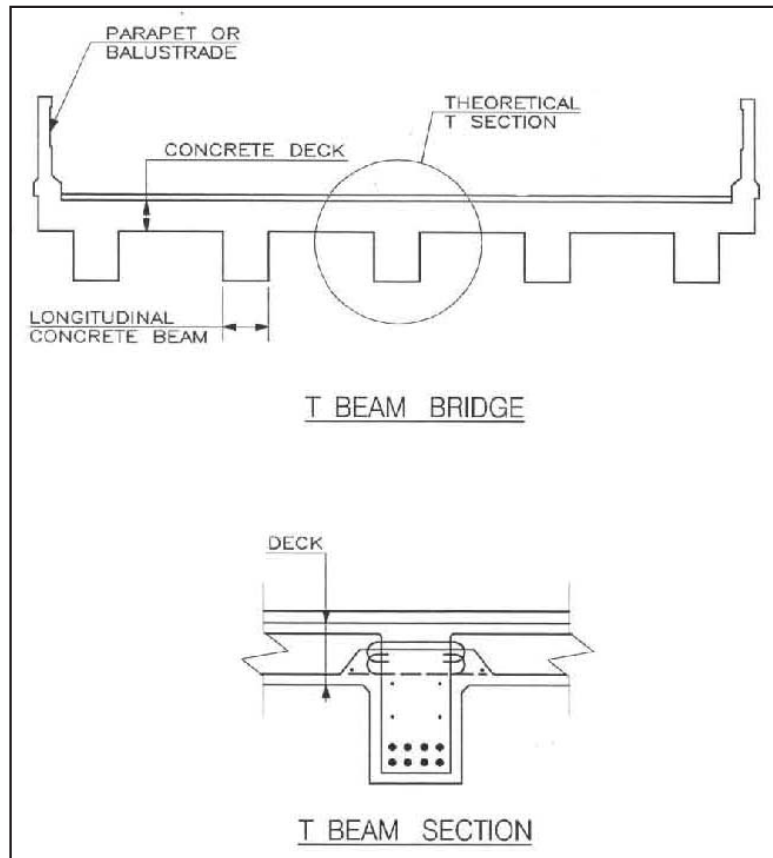 PARAPET OR
BALUSTRADE
THEORETICAL
T SECTION
CONCRETE DECK
LONGITUDINAL
CONCRETE BEAM
T BEAM BRIDGE
DECK
T BEAM SECTION